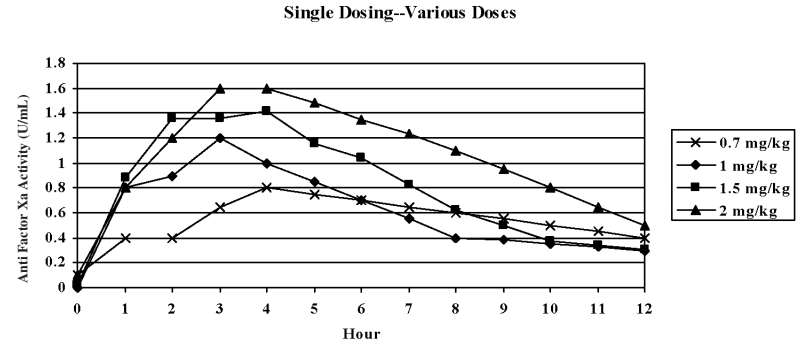 Single Dosing--Various Doses
1.8
1.6
1.4
1.2
1
0.8
0.6
0.4
0.2
0
Anti Factor Xa Activity (U/mL)
0 1 2 3 4 5 6 7 8 9 10 11 12
Hour
0.7 mg/kg
1 mg/kg
1.5 mg/kg
2 mg/kg